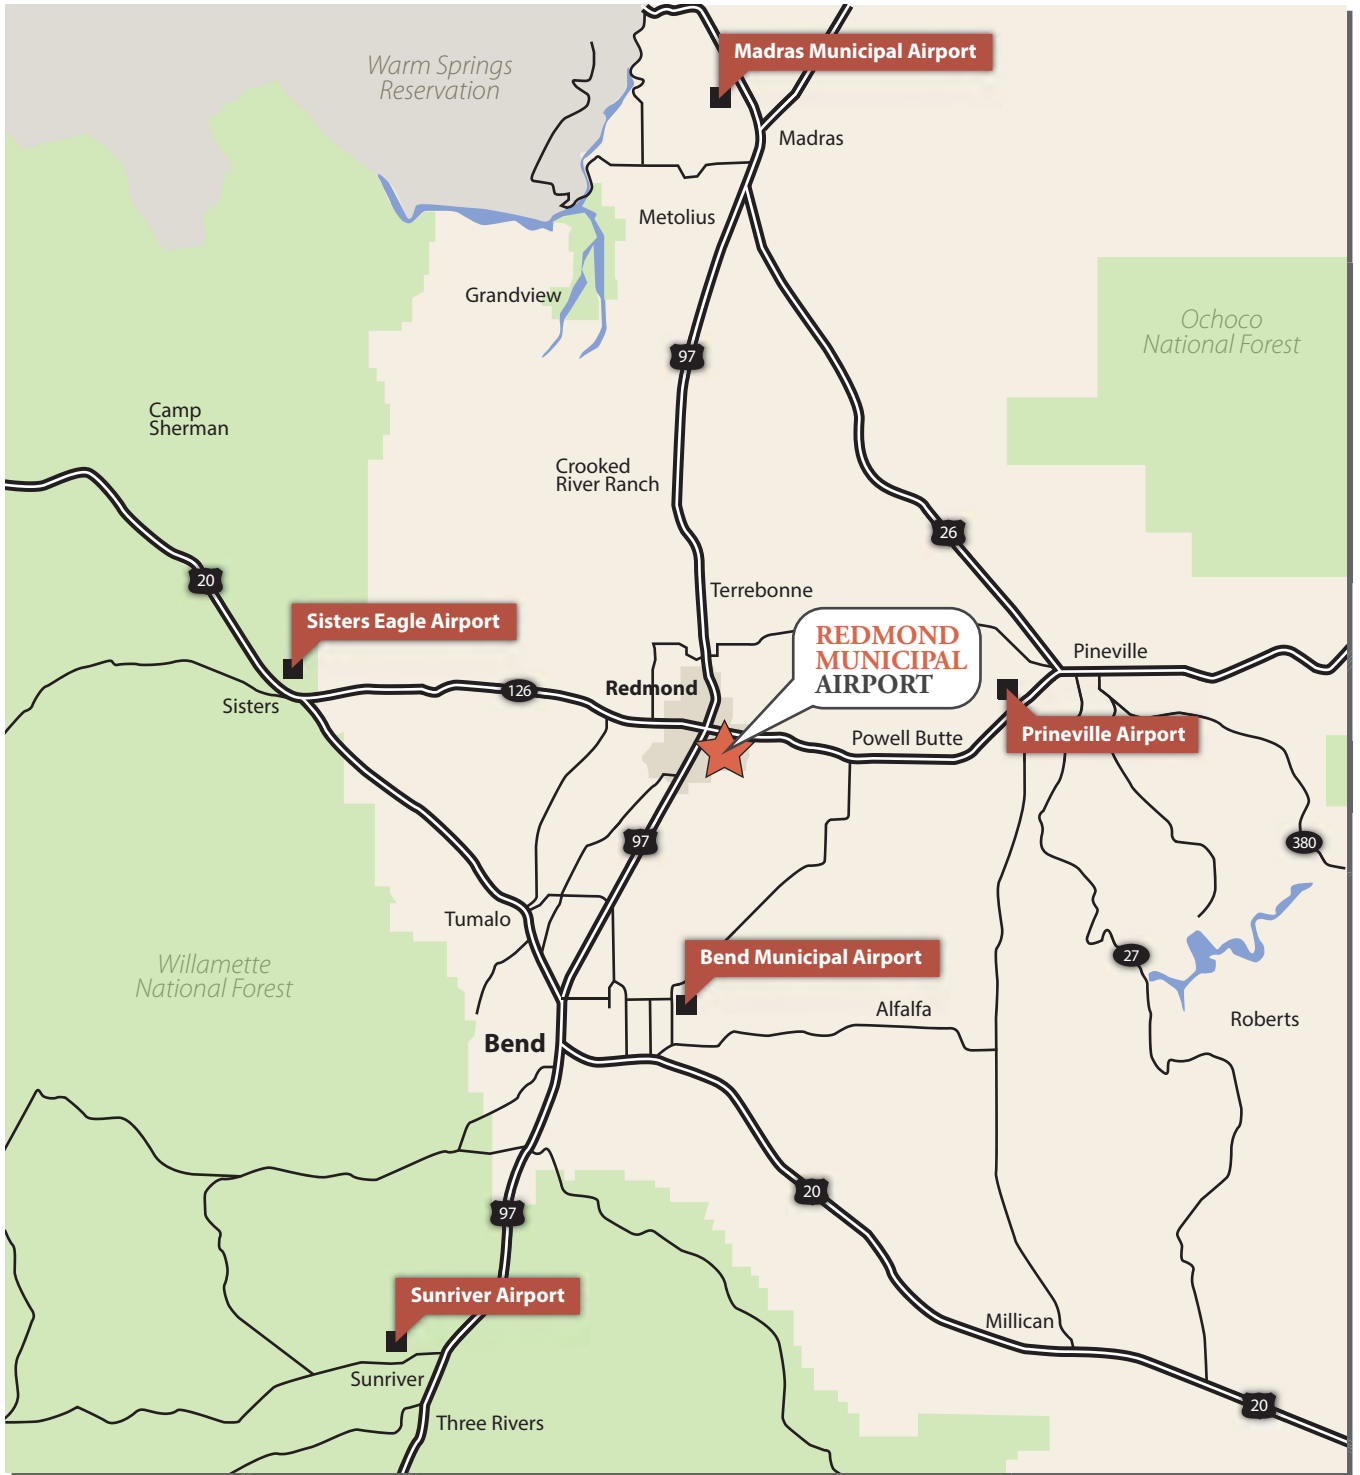 Madras Municipal Airport
Warm Springs
Reservation
Madras
Metolius
Grandview
Ochoco
National Forest
97
Camp
Sherman
Crooked
River Ranch
26
20
Terrebonne
Sisters Eagle Airport
REDMOND
MUNICIPAL
AIRPORT
Pineville
126
Redmond
Sisters
Powell Butte
Prineville Airport
97
380
Tumalo
Bend Municipal Airport
27
Willamette
National Forest
Alfalfa
Roberts
Bend
20
97
Sunriver Airport
Millican
Sunriver
20
Three Rivers